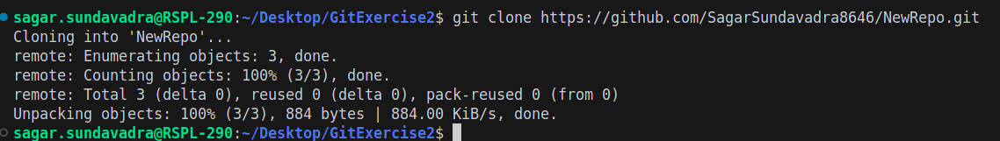 sagar.sundavadra@RSPL-290:~/Desktop/GitExercise2$ git clone https://github.com/SagarSundavadra8646/NewRepo.git
Cloning into 'NewRepo'...
remote: Enumerating objects: 3, done.
remote: Counting objects: 100% (3/3), done.
remote: Total 3 (delta 0), reused 0 (delta 0), pack-reused 0 (from 0)
Unpacking objects: 100% (3/3), 884 bytes | 884.00 KiB/s, done.
sagar.sundavadra@RSPL-290:~/Desktop/GitExercise2$